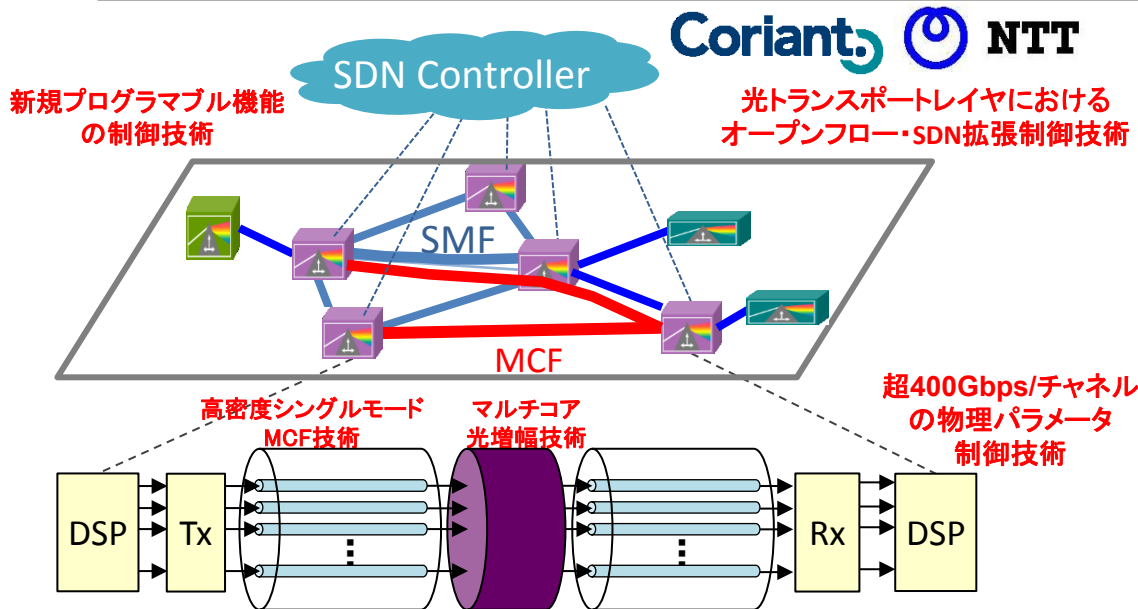 Coriant.
NTT
SDN Controller
新規プログラマブル機能
の制御技術
光トランスポートレイヤにおける
オープンフロー・SDN拡張制御技術
SMF
MCF
高密度シングルモード
MCF技術
マルチコア
光増幅技術
超400Gbps/チャネル
の物理パラメータ
制御技術
DSP
Tx
Rx
DSP